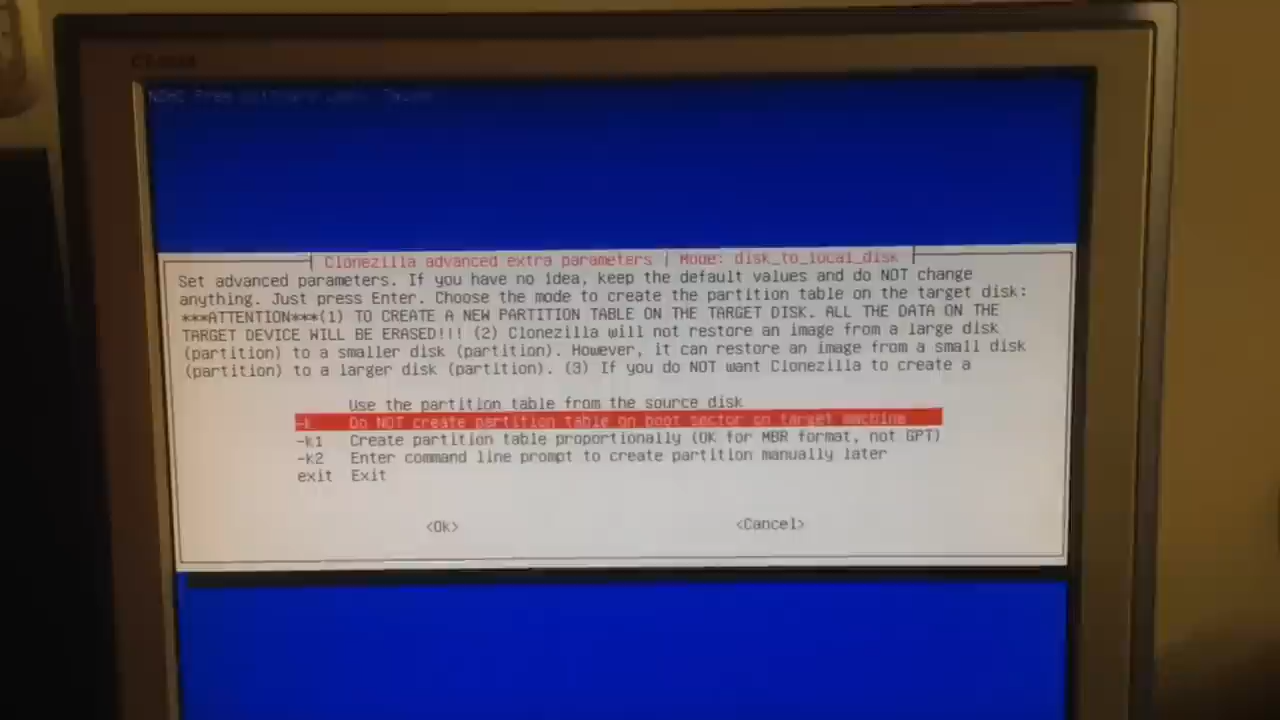 NCHC Free Software Labs, Taiwan
Clonezilla advanced extra parameters | Mode: disk_to_local_disk
Set advanced parameters. If you have no idea, keep the default values and do NOT change
anything. Just press Enter. Choose the mode to create the partition table on the target disk:
***ATTENTION***(1) TO CREATE A NEW PARTITION TABLE ON THE TARGET DISK. ALL THE DATA ON THE
TARGET DEVICE WILL BE ERASED!!! (2) Clonezilla will not restore an image from a large disk
(partition) to a smaller disk (partition). However, it can restore an image from a small disk
(partition) to a larger disk (partition). (3) If you do NOT want Clonezilla to create a
Use the partition table from the source disk
-k Do NOT create partition table on boot sector on target machine
-k1 Create partition table proportionally (OK for MBR format, not GPT)
-k2 Enter command line prompt to create partition manually later
exit Exit
<Ok> <Cancel>